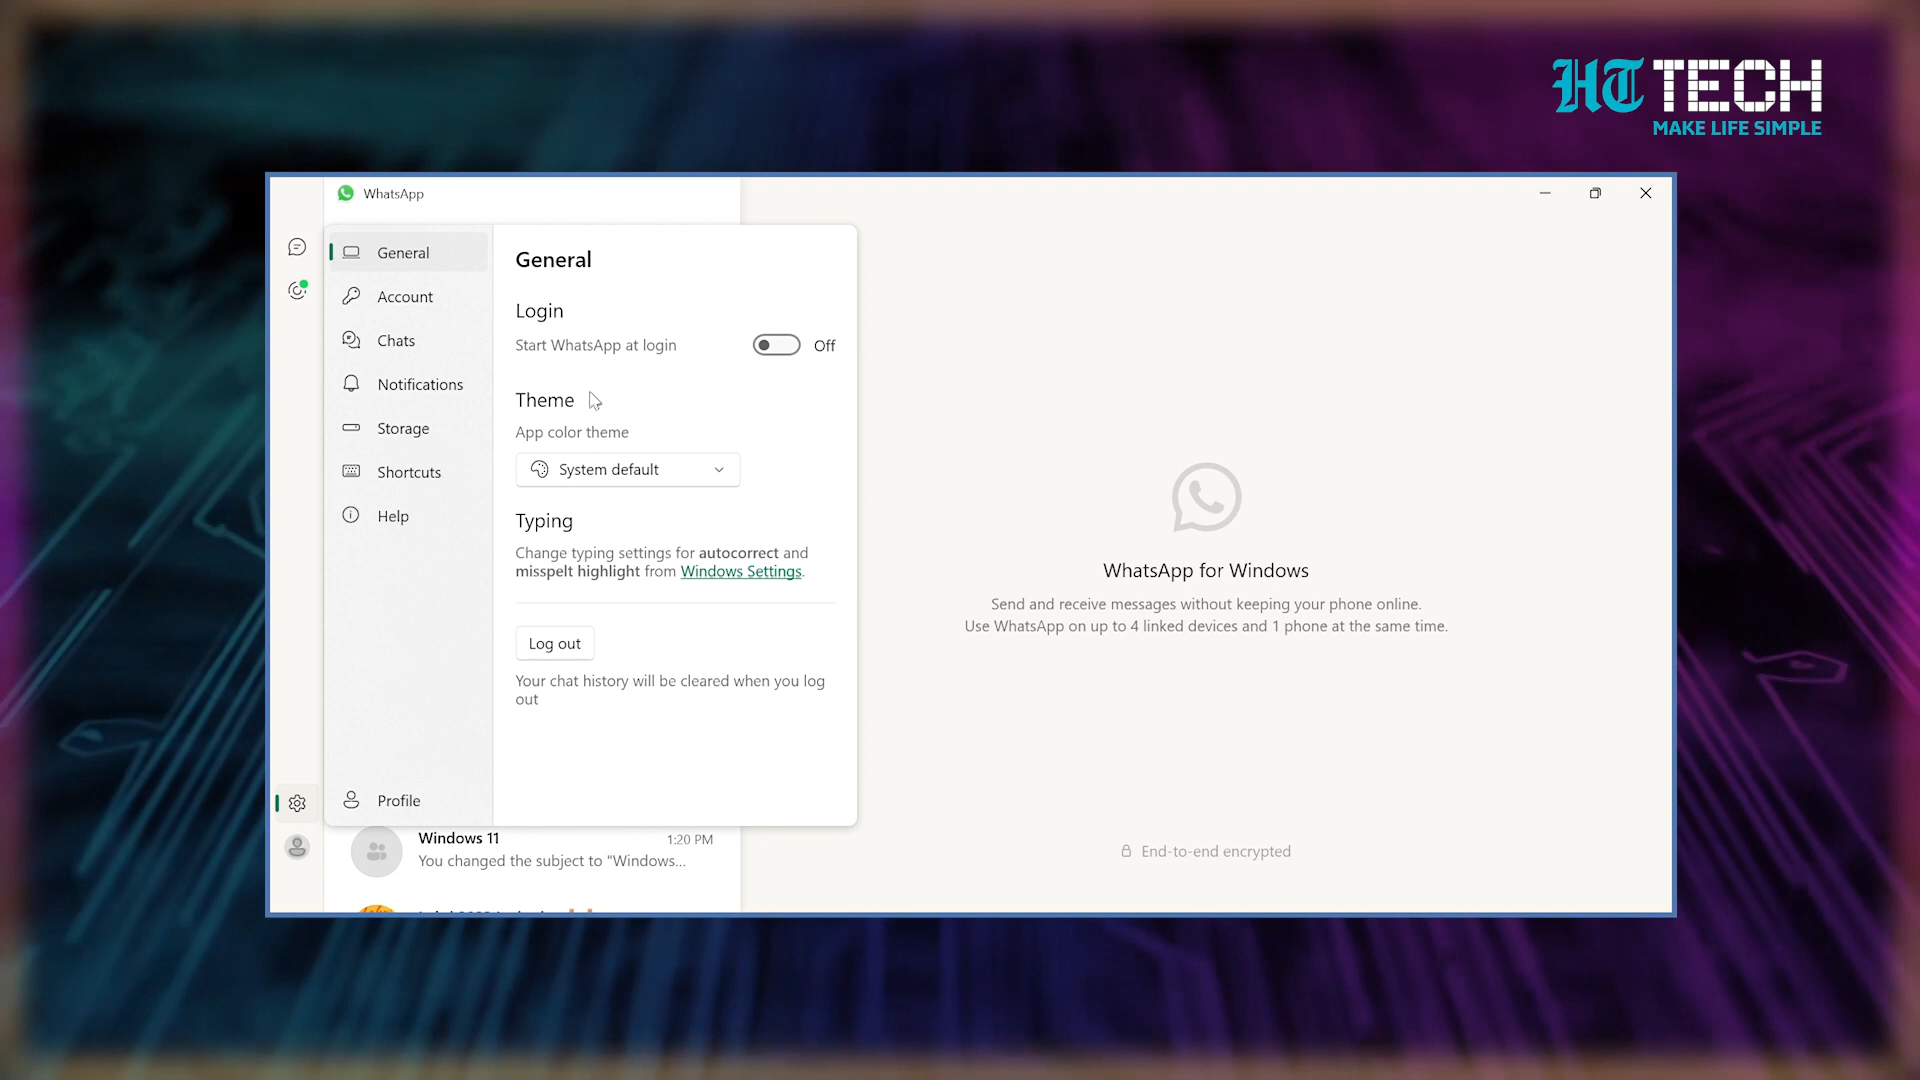 HT TECH
MAKE LIFE SIMPLE
WhatsApp
General
Account
Chats
Notifications
Storage
Shortcuts
Help
Profile
General
Login
Start WhatsApp at login
Off
Theme
App color theme
System default
Typing
Change typing settings for autocorrect and
misspelt highlight from Windows Settings.
Log out
Your chat history will be cleared when you log
out
Windows 11
1:20 PM
You changed the subject to "Windows...
WhatsApp for Windows
Send and receive messages without keeping your phone online.
Use WhatsApp on up to 4 linked devices and 1 phone at the same time.
End-to-end encrypted